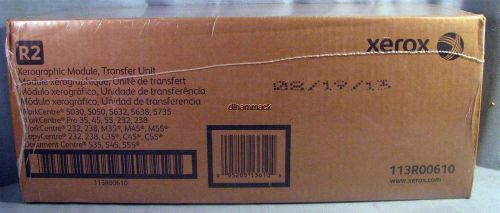 R2
xerox
Xerographic Module, Transfer Unit
Module xerographique, Unité de transfert
Módulo xerográfico, Unidade de transferência
Módulo xerográfico, Unidad de transferencia
WorkCentre® 5030, 5050, 5632, 5638, 5735
WorkCentre Pro 35, 45, 55, 232, 238
WorkCentre® 232, 238, M35, M45®, M55®
CopyCentre® 232, 238, C35®, C45®, C55®
Document Centre® 535, 545, 555®
08/19/13
dlhammack
113R00610
113R00610
www.xerox.com